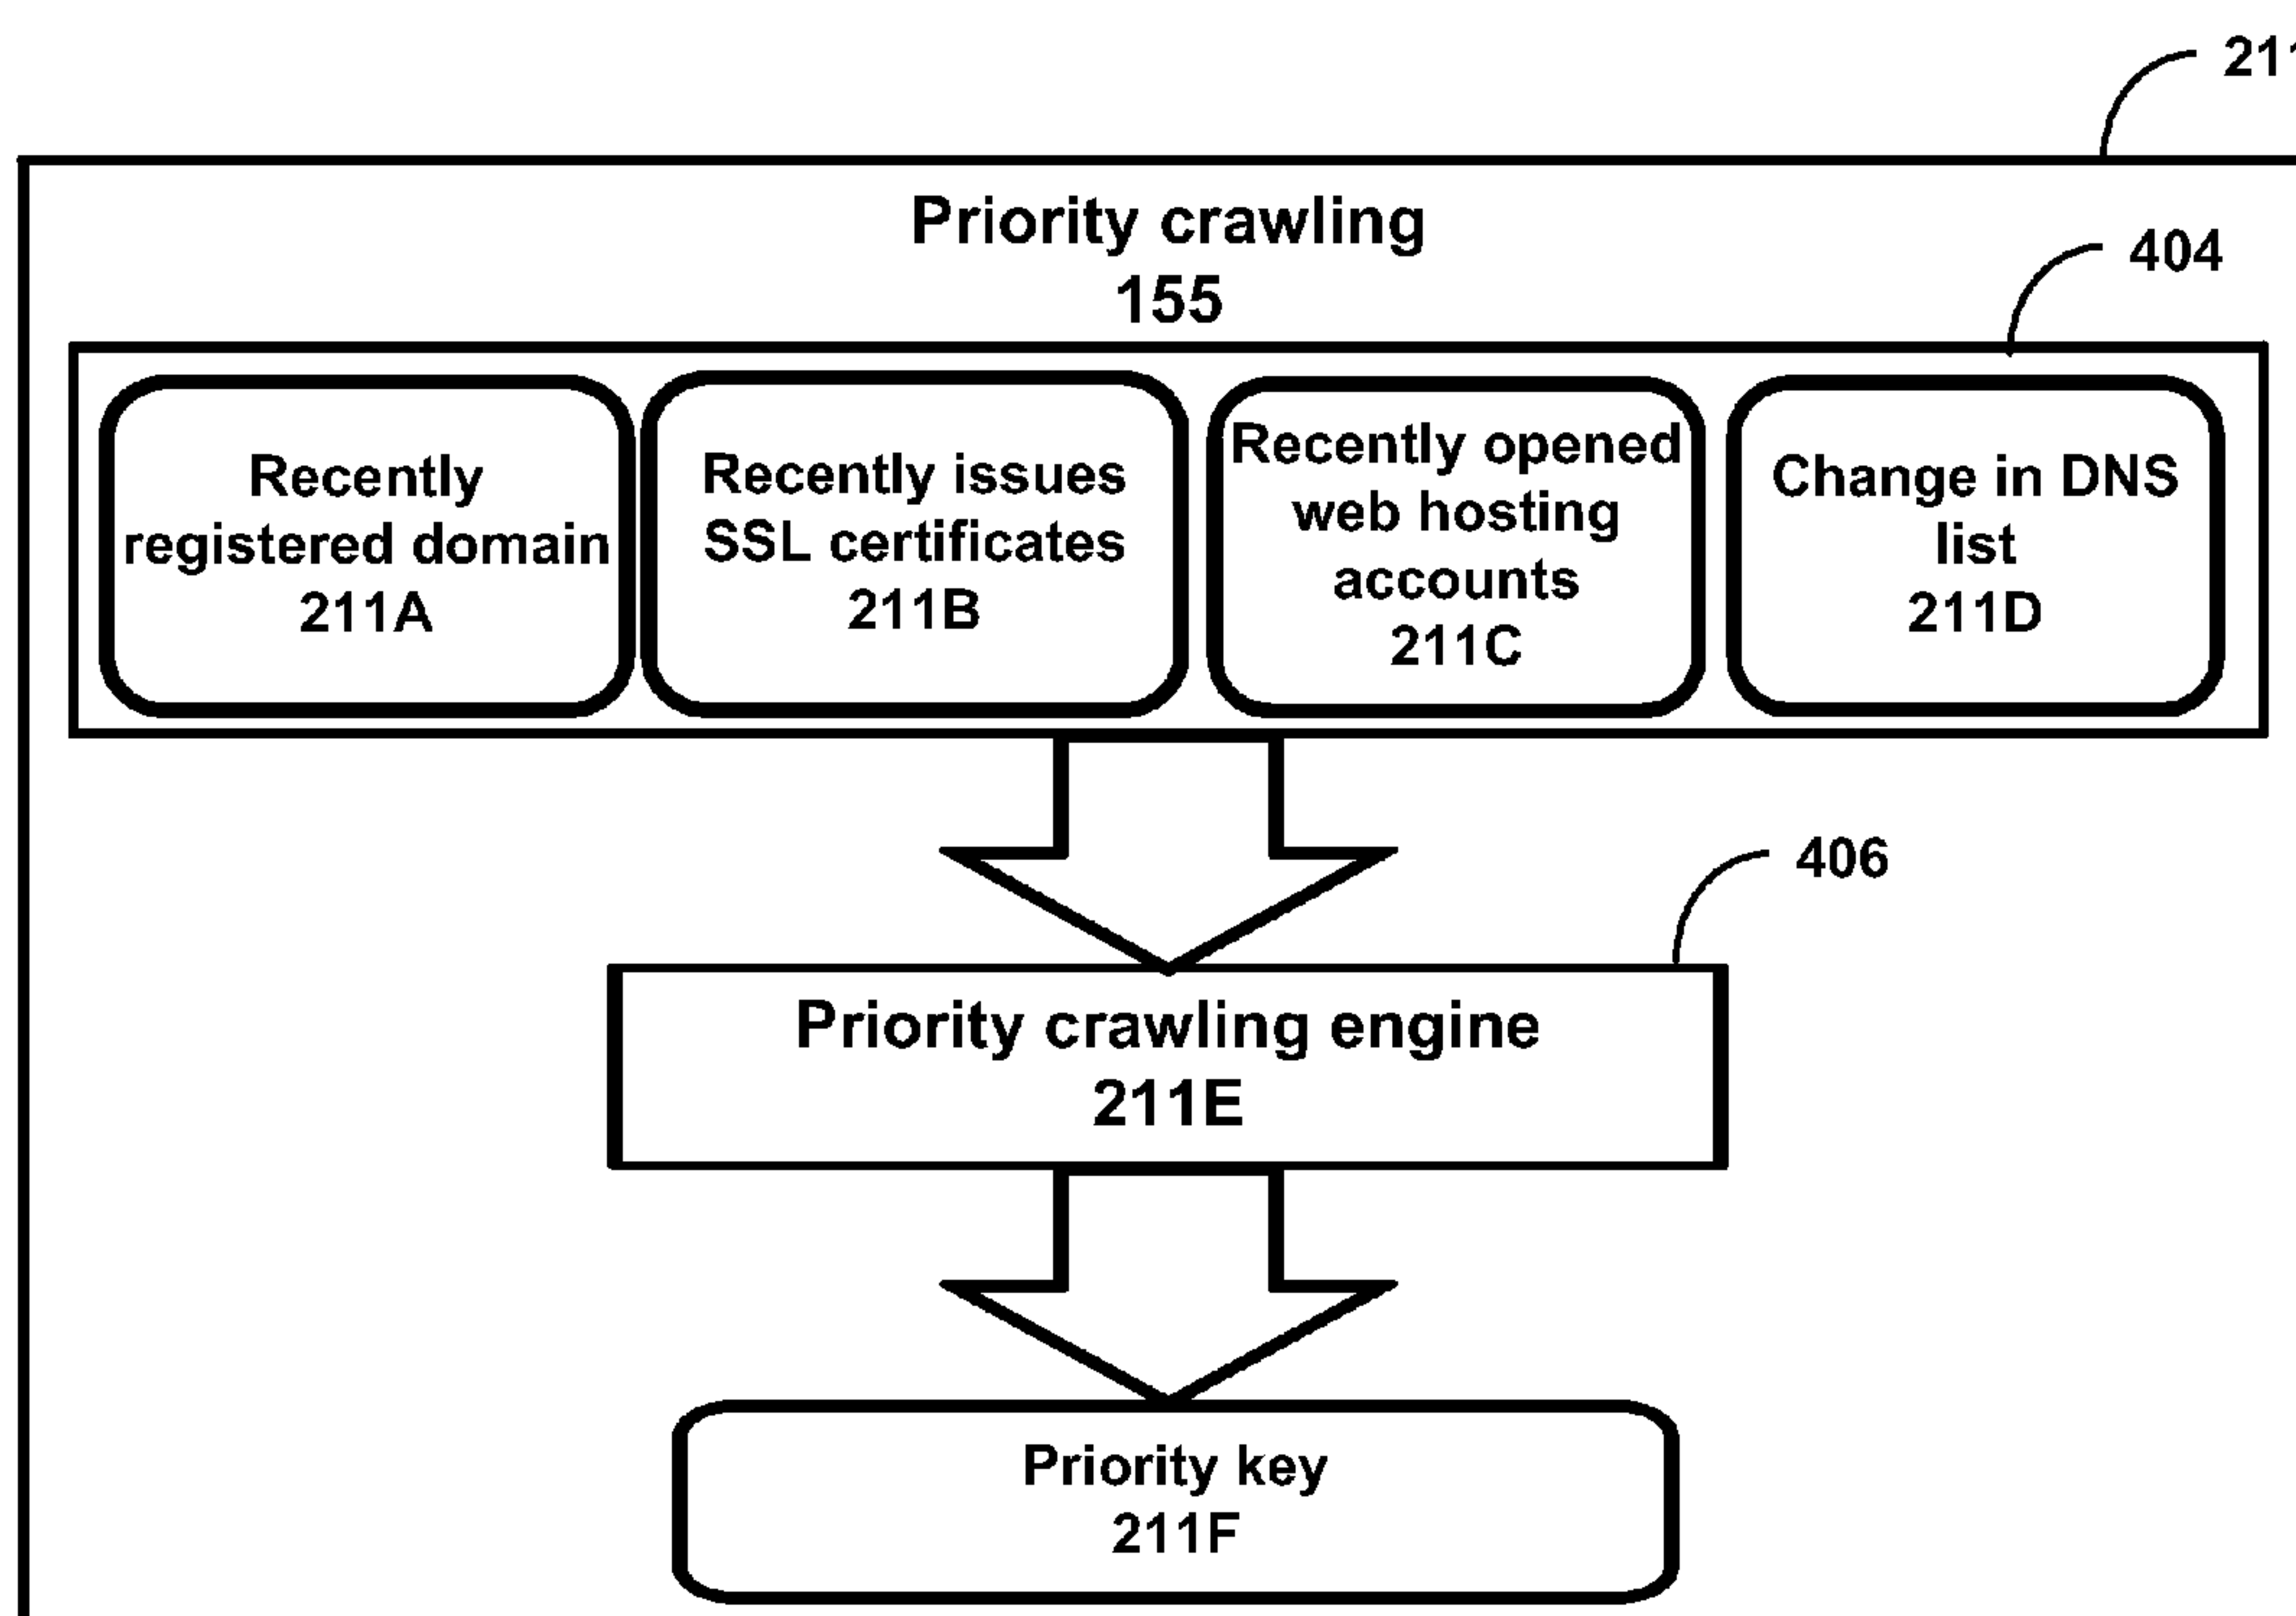 211
Priority crawling
155
404
Recently
registered domain
211A
Recently issues
SSL certificates
211B
Recently opened
web hosting
accounts
211C
Change in DNS
list
211D
406
Priority crawling engine
211E
Priority key
211F